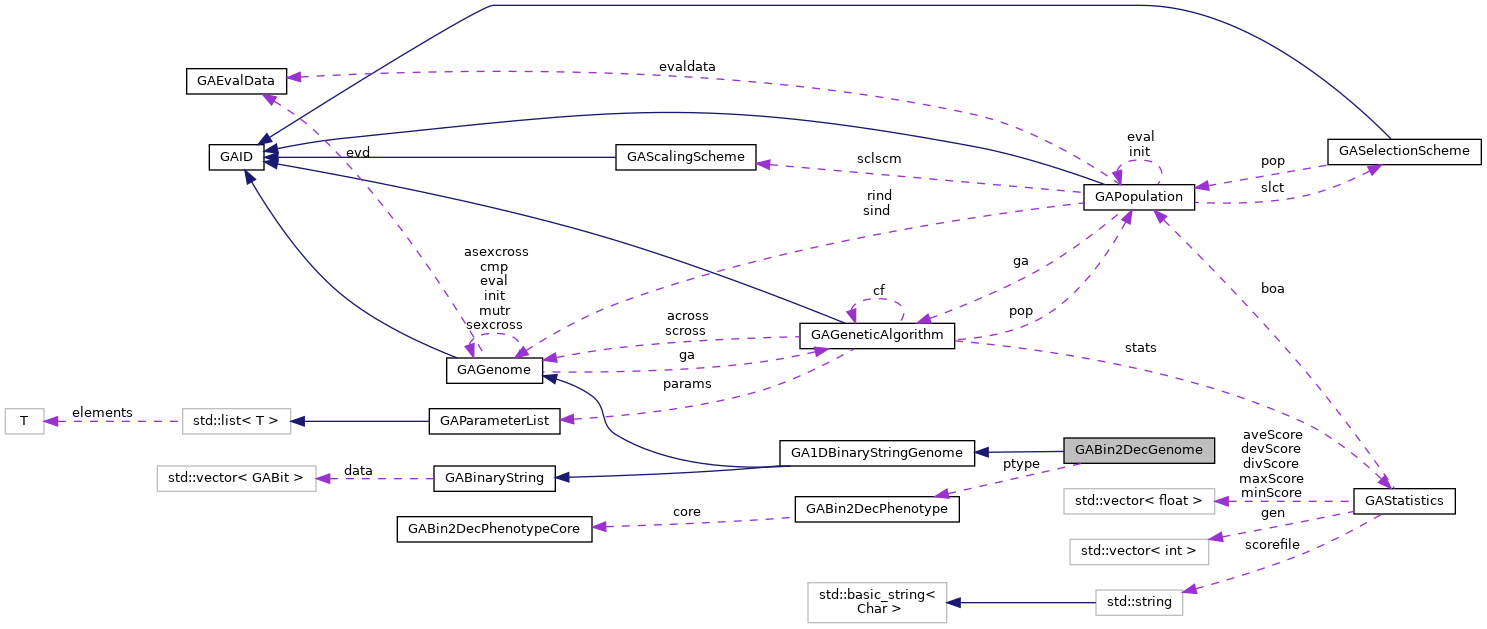 evaldata
GAEvalData
eval
init
GAID
evd
GAScalingScheme
sclscm
GASelectionScheme
pop
slct
GAPopulation
rind
sind
asexcross
cmp
eval
init
mutr
sexcross
ga
boa
cf
pop
across
scross
GAGeneticAlgorithm
stats
ga
GAGenome
params
T
elements
std::list< T >
GAParameterList
GA1DBinaryStringGenome
GABin2DecGenome
aveScore
devScore
divScore
maxScore
minScore
std::vector< GABit >
data
GABinaryString
ptype
std::vector< float >
GAStatistics
GABin2DecPhenotypeCore
core
GABin2DecPhenotype
gen
std::vector< int >
scorefile
std::basic_string<
Char >
std::string